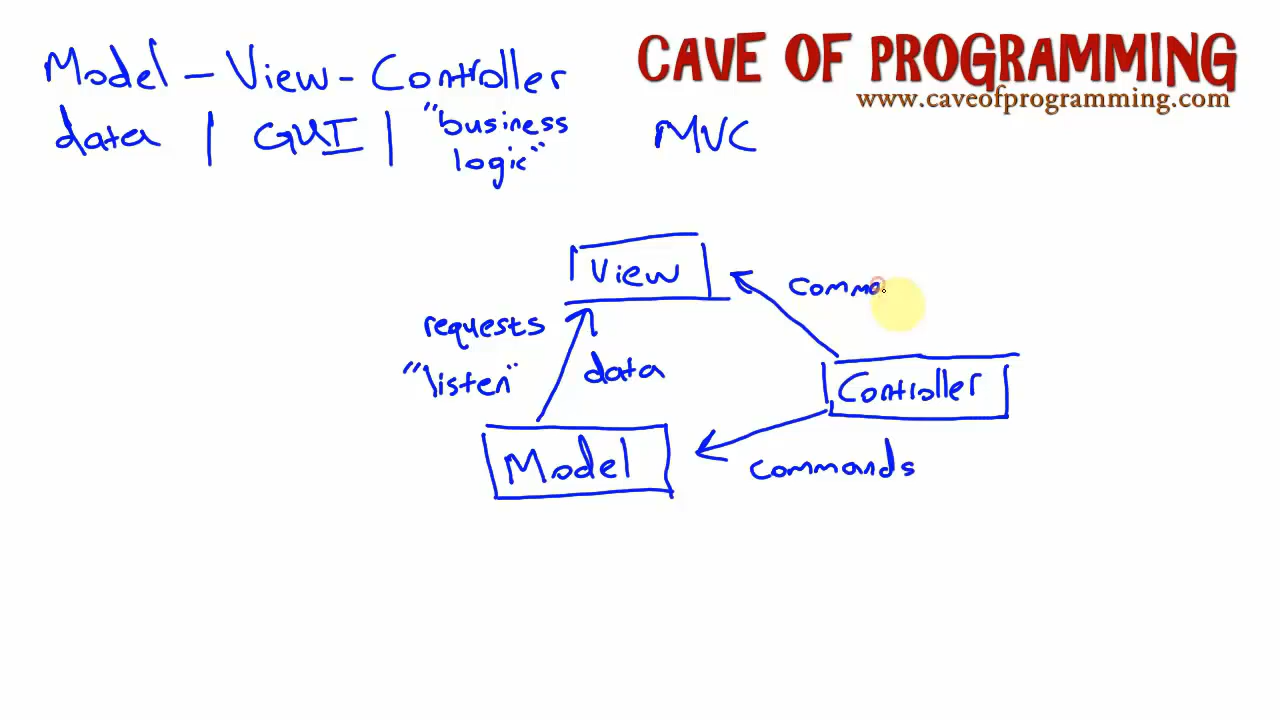 Model - View - Controller
CAVE OF PROGRAMMING
www.caveofprogramming.com
data | GUI | "business
logic"
MVC
View
comma
requests
"listen"
data
Controller
Model
commands